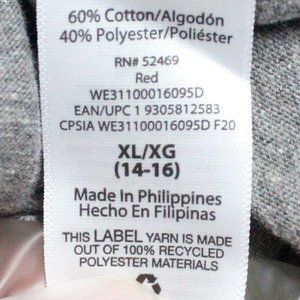 60% Cotton/Algodón
40% Polyester/Poliéster
RN# 52469
Red
WE31100016095D
EAN/UPC 1 9305812583
CPSIA WE31100016095D F20
XL/XG
(14-16)
Made In Philippines
Hecho En Filipinas
THIS LABEL YARN IS MADE
OUT OF 100% RECYCLED
POLYESTER MATERIALS